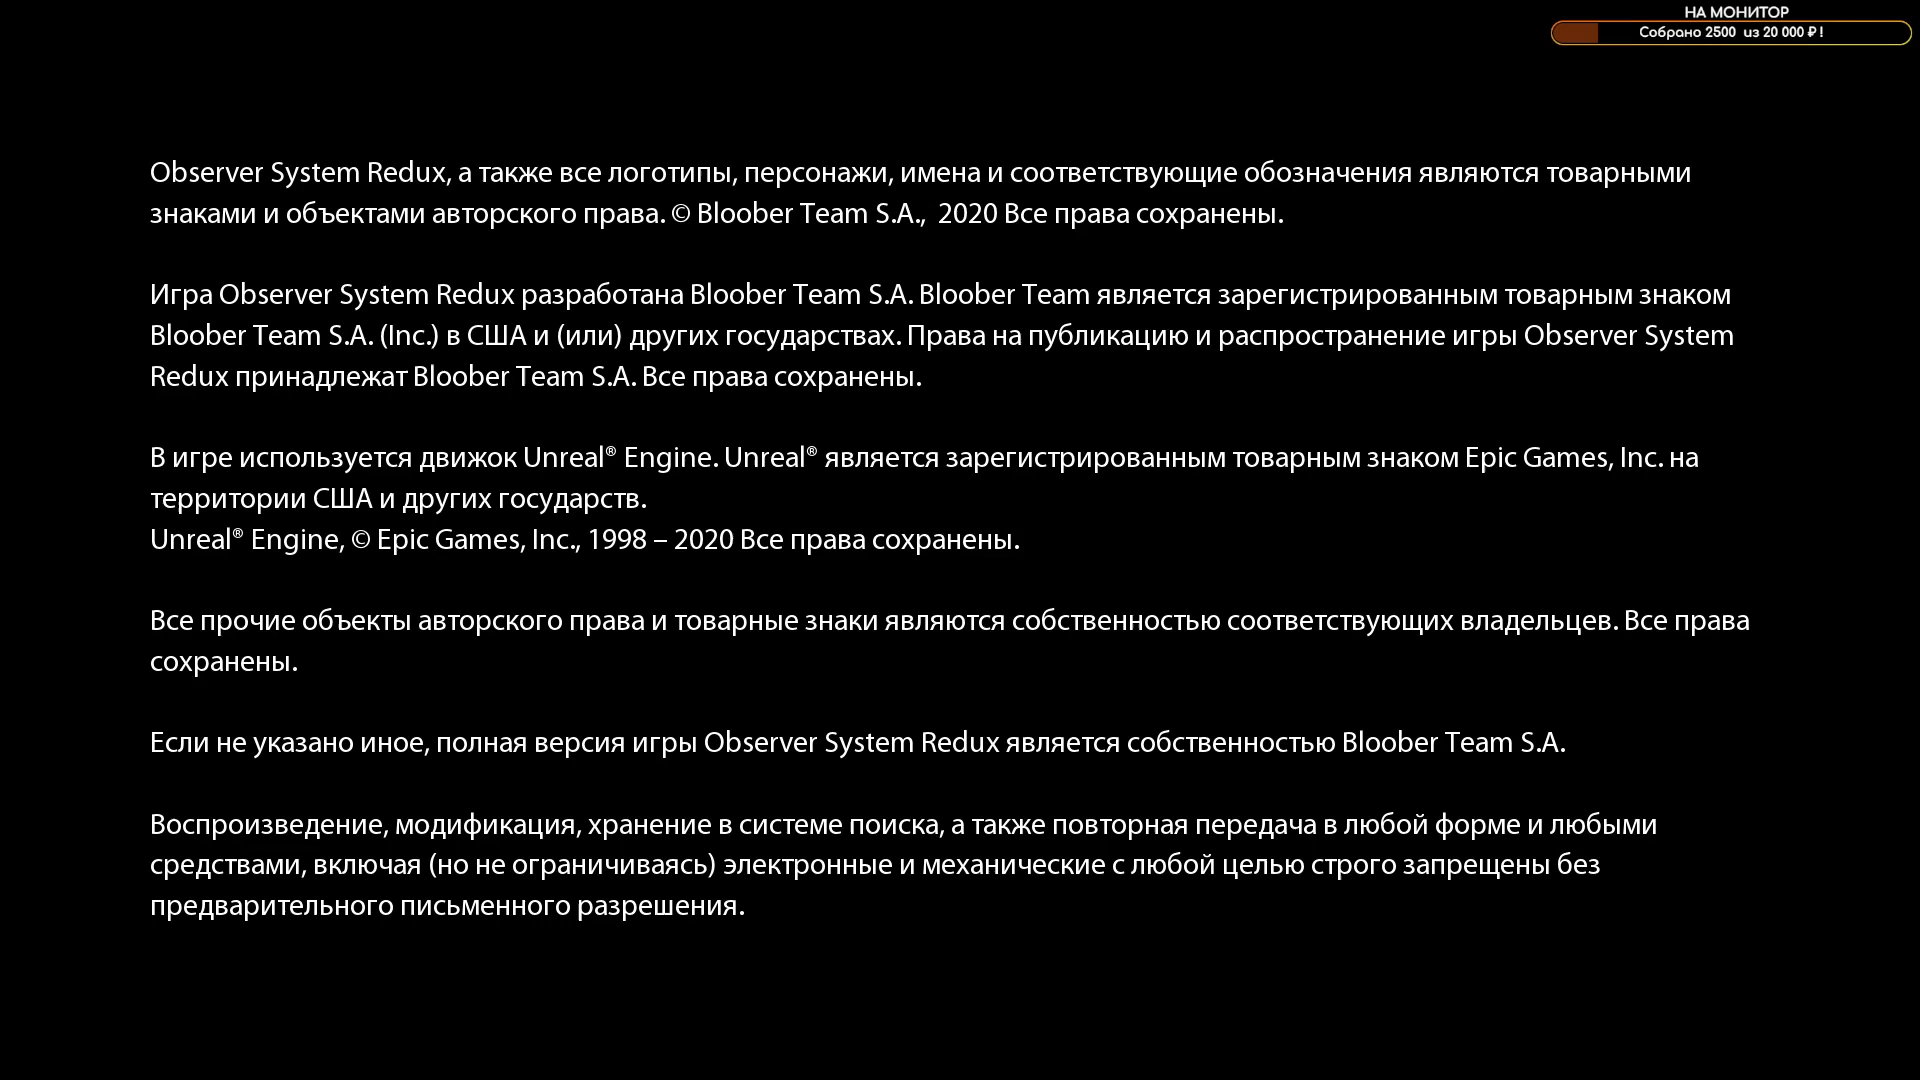 НА МОНИТОР
Собрано 2500 из 20 000 ₽ !
Observer System Redux, а также все логотипы, персонажи, имена и соответствующие обозначения являются товарными
знаками и объектами авторского права. © Bloober Team S.A., 2020 Все права сохранены.
Игра Observer System Redux разработана Bloober Team S.A. Bloober Team является зарегистрированным товарным знаком
Bloober Team S.A. (Inc.) в США и (или) других государствах. Права на публикацию и распространение игры Observer System
Redux принадлежат Bloober Team S.A. Все права сохранены.
В игре используется движок Unreal® Engine. Unreal® является зарегистрированным товарным знаком Epic Games, Inc. на
территории США и других государств.
Unreal® Engine, © Epic Games, Inc., 1998 – 2020 Все права сохранены.
Все прочие объекты авторского права и товарные знаки являются собственностью соответствующих владельцев. Все права
сохранены.
Если не указано иное, полная версия игры Observer System Redux является собственностью Bloober Team S.A.
Воспроизведение, модификация, хранение в системе поиска, а также повторная передача в любой форме и любыми
средствами, включая (но не ограничиваясь) электронные и механические с любой целью строго запрещены без
предварительного письменного разрешения.